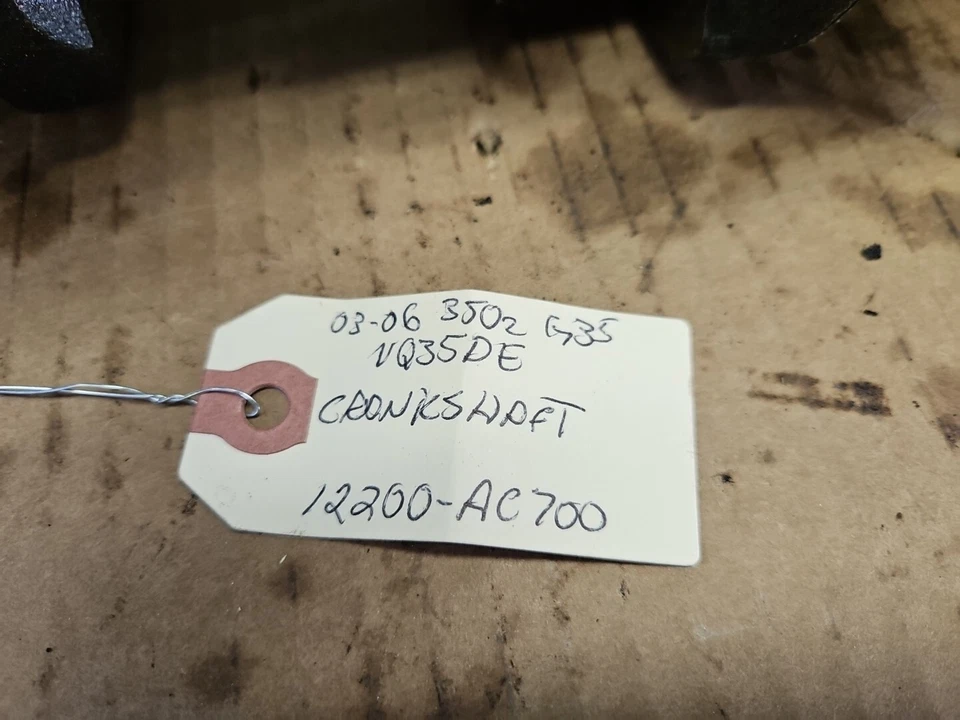 03-06 350z G35
VQ35DE
CRANKSHAFT
12200-AC700